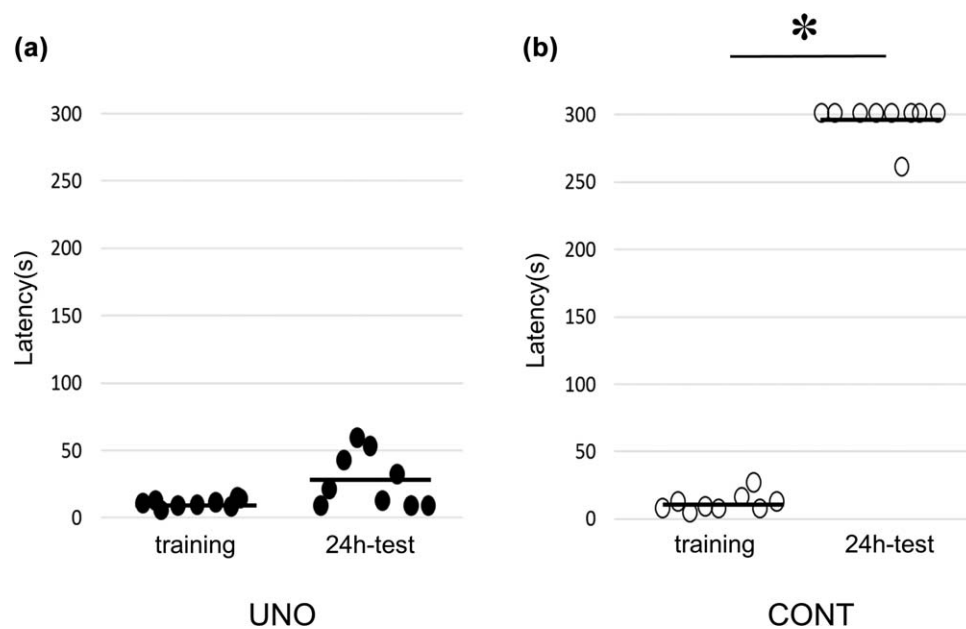 (a)
300
250
200
150
100
50
0
Latency(s)
training 24h-test
UNO
(b)
*
300
250
200
150
100
50
0
Latency(s)
training 24h-test
CONT